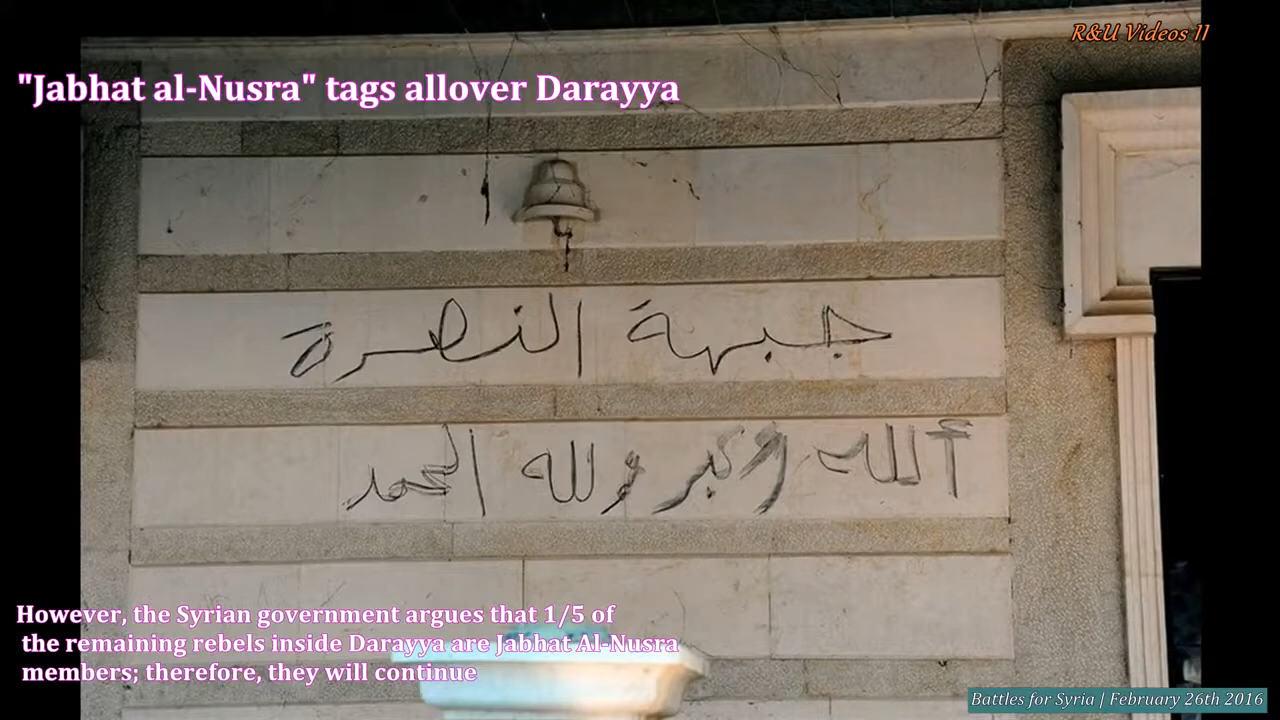 R&U Videos II
"Jabhat al-Nusra" tags allover Darayya
جبهة النصرة
ألله اكبر ولله الحمد
However, the Syrian government argues that 1/5 of
the remaining rebels inside Darayya are Jabhat Al-Nusra
members; therefore, they will continue
Battles for Syria | February 26th 2016